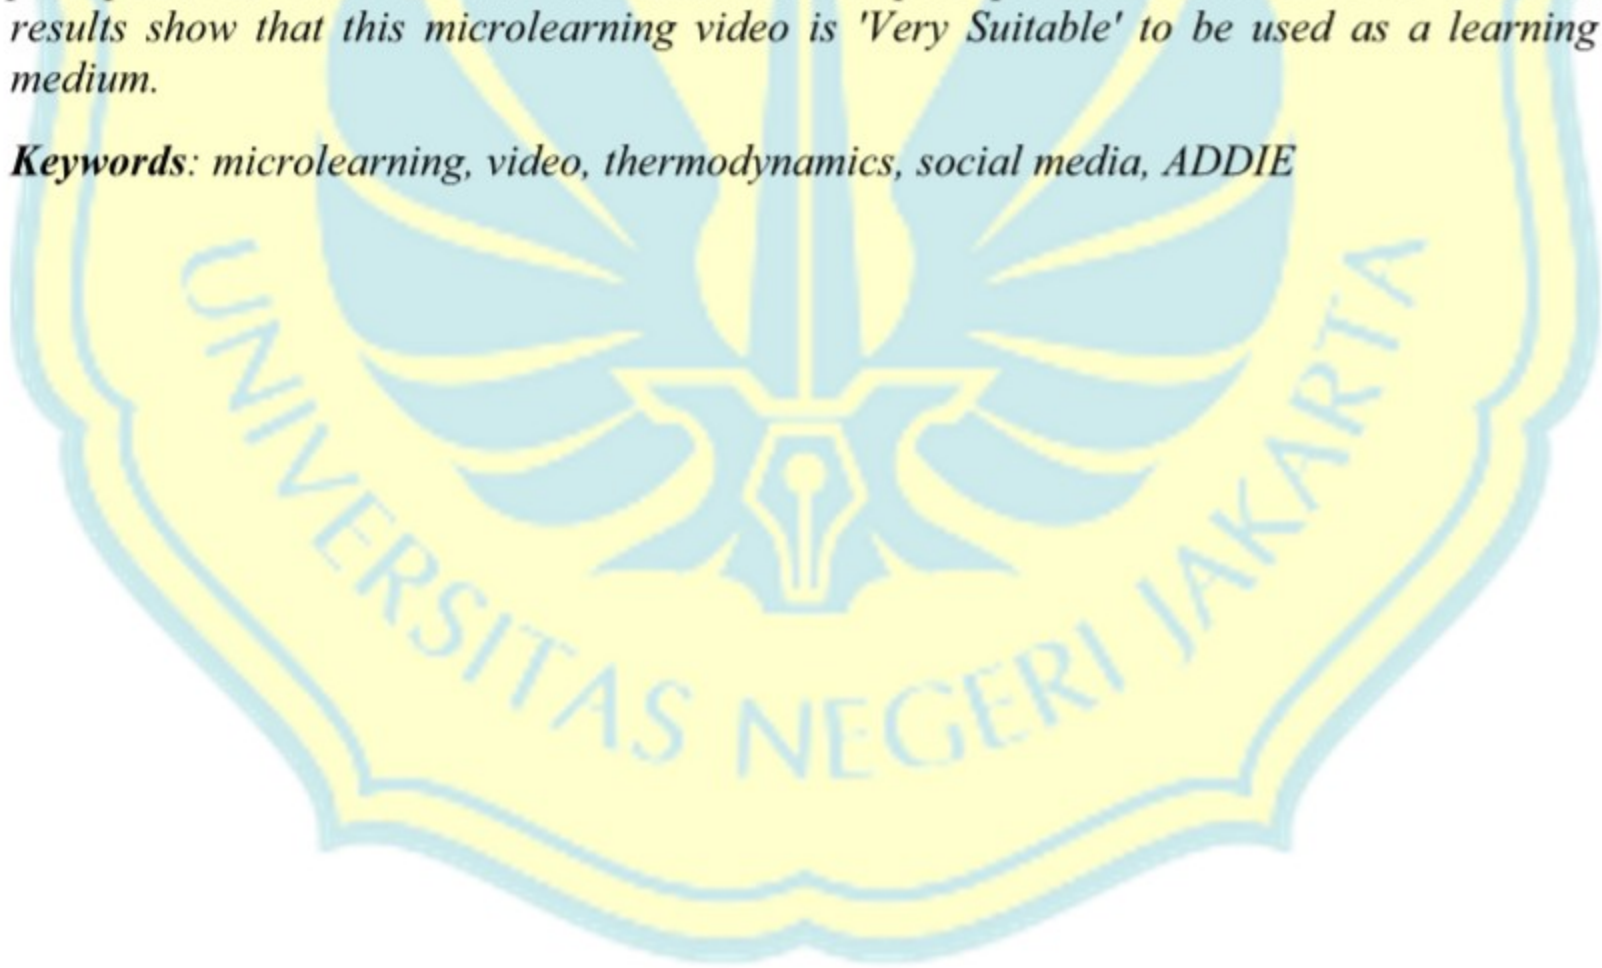 results show that this microlearning video is 'Very Suitable' to be used as a learning
medium.
Keywords: microlearning, video, thermodynamics, social media, ADDIE
UNIVERSITAS NEGERI JAKARTA